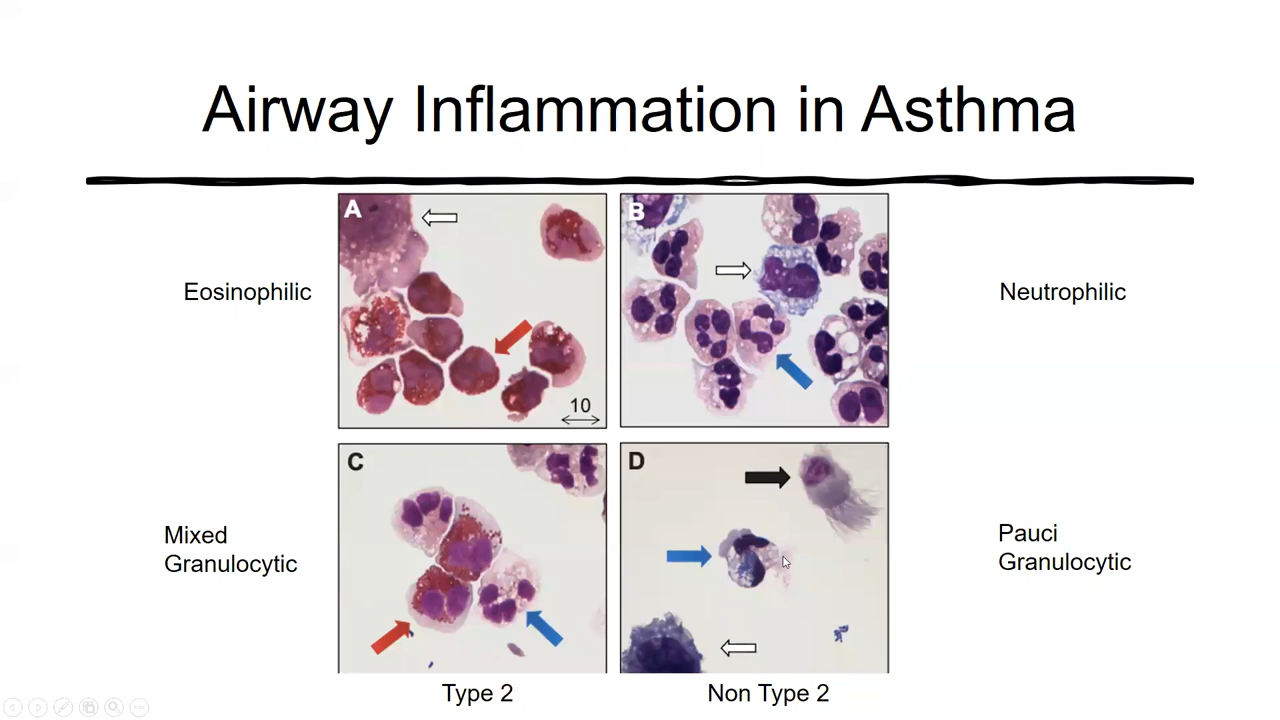 Airway Inflammation in Asthma
A
B
Eosinophilic
Neutrophilic
10
C
D
Mixed
Granulocytic
Pauci
Granulocytic
Type 2
Non Type 2